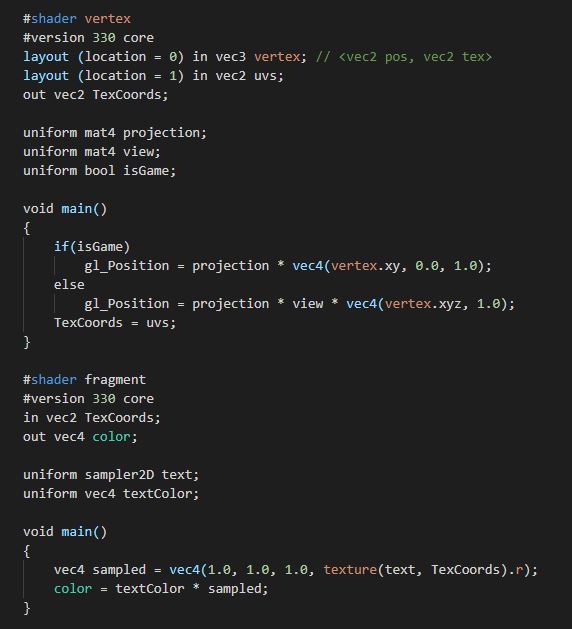 #shader vertex
#version 330 core
layout (location = 0) in vec3 vertex; // <vec2 pos, vec2 tex>
layout (location = 1) in vec2 uvs;
out vec2 TexCoords;

uniform mat4 projection;
uniform mat4 view;
uniform bool isGame;

void main()
{
    if(isGame)
        gl_Position = projection * vec4(vertex.xy, 0.0, 1.0);
    else
        gl_Position = projection * view * vec4(vertex.xyz, 1.0);
    TexCoords = uvs;
}

#shader fragment
#version 330 core
in vec2 TexCoords;
out vec4 color;

uniform sampler2D text;
uniform vec4 textColor;

void main()
{
    vec4 sampled = vec4(1.0, 1.0, 1.0, texture(text, TexCoords).r);
    color = textColor * sampled;
}